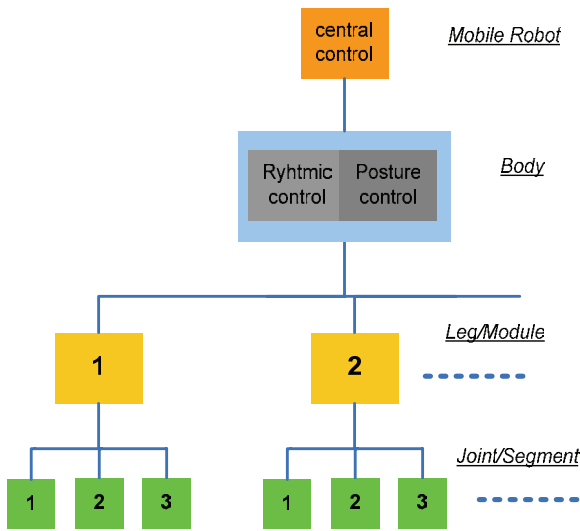 central
control
Mobile Robot
Ryhtmic
control
Posture
control
Body
1
2
Leg/Module
1
2
3
1
2
3
Joint/Segment